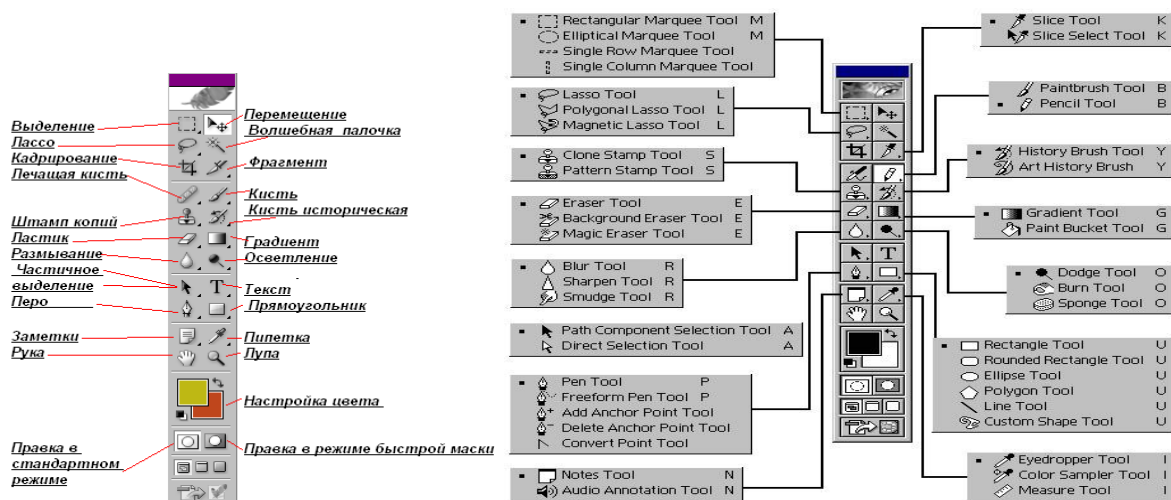 Выделение
Лассо
Кадрирование
Лечащая кисть
Штамп копий
Ластик
Размывание
Частичное
выделение
Перо
Заметки
Рука
Правка в
стандартном
режиме
Перемещение
Волшебная палочка
Фрагмент
Кисть
Кисть историческая
Градиент
Осветление
Текст
Прямоугольник
Пипетка
Лупа
Настройка цвета
Правка в режиме быстрой маски
T
Rectangular Marquee Tool M
Elliptical Marquee Tool M
Single Row Marquee Tool
Single Column Marquee Tool
Lasso Tool L
Polygonal Lasso Tool L
Magnetic Lasso Tool L
Clone Stamp Tool S
Pattern Stamp Tool S
Eraser Tool E
Background Eraser Tool E
Magic Eraser Tool E
Blur Tool R
Sharpen Tool R
Smudge Tool R
Path Component Selection Tool A
Direct Selection Tool A
Pen Tool P
Freeform Pen Tool P
Add Anchor Point Tool
Delete Anchor Point Tool
Convert Point Tool
Notes Tool N
Audio Annotation Tool N
T
Slice Tool K
Slice Select Tool K
Paintbrush Tool B
Pencil Tool B
History Brush Tool Y
Art History Brush Y
Gradient Tool G
Paint Bucket Tool G
Dodge Tool O
Burn Tool O
Sponge Tool O
Rectangle Tool U
Rounded Rectangle Tool U
Ellipse Tool U
Polygon Tool U
Line Tool U
Custom Shape Tool U
Eyedropper Tool I
Color Sampler Tool I
Measure Tool I